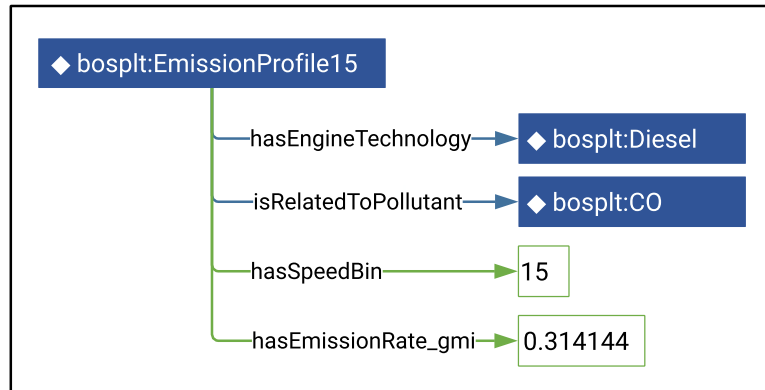 ◆ bosplt:EmissionProfile15
hasEngineTechnology
◆ bosplt:Diesel
isRelatedToPollutant
◆ bosplt:CO
hasSpeedBin
15
hasEmissionRate_gmi
0.314144